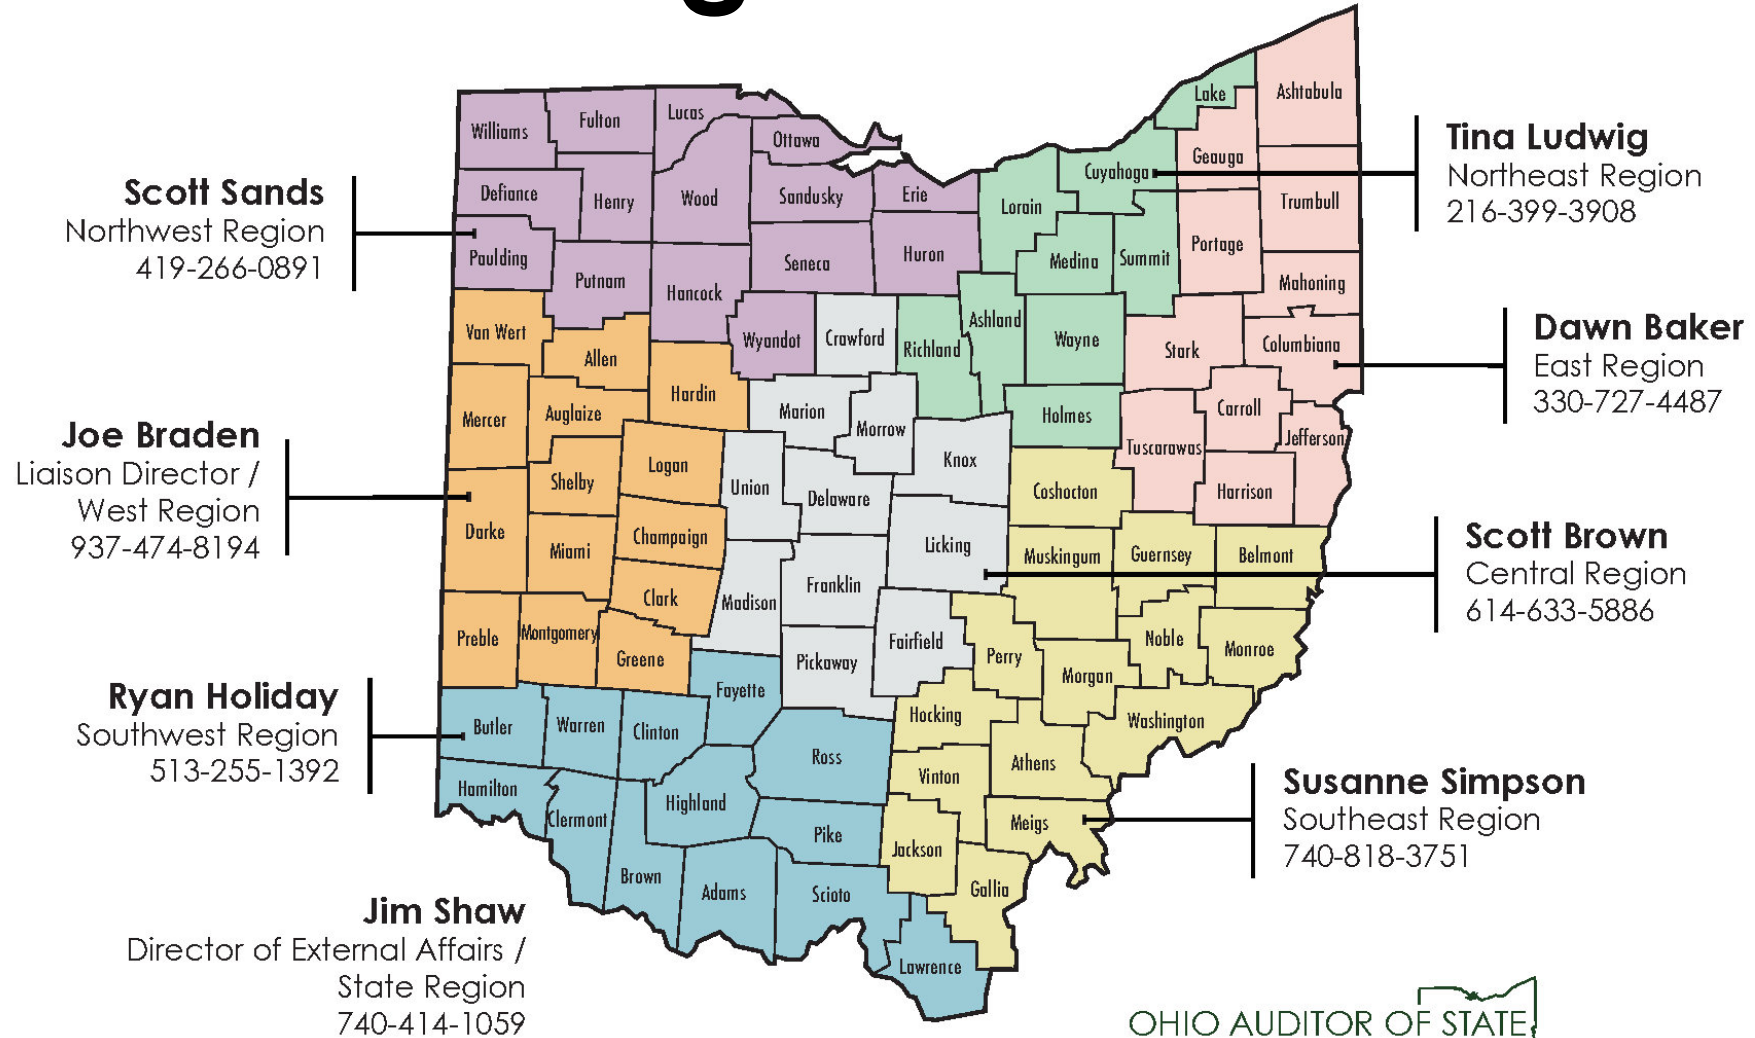 Scott Sands
Northwest Region
419-266-0891
Joe Braden
Liaison Director /
West Region
937-474-8194
Ryan Holiday
Southwest Region
513-255-1392
Jim Shaw
Director of External Affairs /
State Region
740-414-1059
Tina Ludwig
Northeast Region
216-399-3908
Dawn Baker
East Region
330-727-4487
Scott Brown
Central Region
614-633-5886
Susanne Simpson
Southeast Region
740-818-3751
Williams
Fulton
Lucas
Ottawa
Defiance
Henry
Wood
Sandusky
Erie
Paulding
Putnam
Hancock
Seneca
Huron
Wyandot
Lake
Cuyahoga
Lorain
Medina
Summit
Ashland
Richland
Wayne
Holmes
Ashtabula
Geauga
Trumbull
Portage
Mahoning
Stark
Columbiana
Carroll
Tuscarawas
Jefferson
Harrison
Van Wert
Allen
Hardin
Mercer
Auglaize
Logan
Shelby
Darke
Miami
Champaign
Clark
Preble
Montgomery
Greene
Crawford
Marion
Morrow
Knox
Union
Delaware
Licking
Franklin
Madison
Fairfield
Pickaway
Coshocton
Muskingum
Guernsey
Belmont
Perry
Noble
Monroe
Morgan
Hocking
Washington
Athens
Vinton
Meigs
Jackson
Gallia
Fayette
Butler
Warren
Clinton
Ross
Hamilton
Clermont
Highland
Pike
Brown
Adams
Scioto
Lawrence
OHIO AUDITOR OF STATE